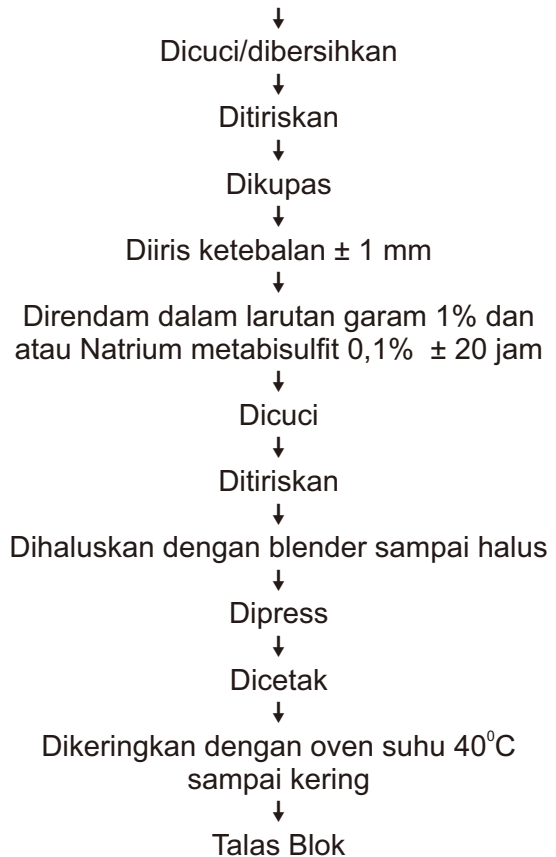 Dicuci/dibersihkan
Ditiriskan
Dikupas
Diiris ketebalan ± 1 mm
Direndam dalam larutan garam 1% dan
atau Natrium metabisulfit 0,1% ± 20 jam
Dicuci
Ditiriskan
Dihaluskan dengan blender sampai halus
Dipress
Dicetak
Dikeringkan dengan oven suhu 40⁰C
sampai kering
Talas Blok